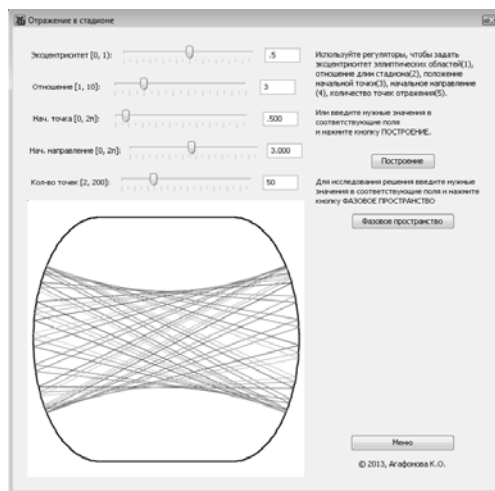 Отражение в стадионе
Эксцентриситет [0, 1):
.5
Отношение [1, 10]:
3
Нач. точка [0, 2π]:
.500
Нач. направление [0, 2π]:
3.000
Кол-во точек [2, 200]:
50
Используйте регуляторы, чтобы задать
эксцентриситет эллиптических областей(1),
отношение длин стадиона(2), положение
начальной точки(3), начальное направление
(4), количество точек отражения(5).
Или введите нужные значения в
соответствующие поля
и нажмите кнопку ПОСТРОЕНИЕ.
Построение
Для исследования решения введите нужные
значения в соответствующие поля и нажмите
кнопку ФАЗОВОЕ ПРОСТРАНСТВО
Фазовое пространство
Меню
© 2013, Агафонова К.О.